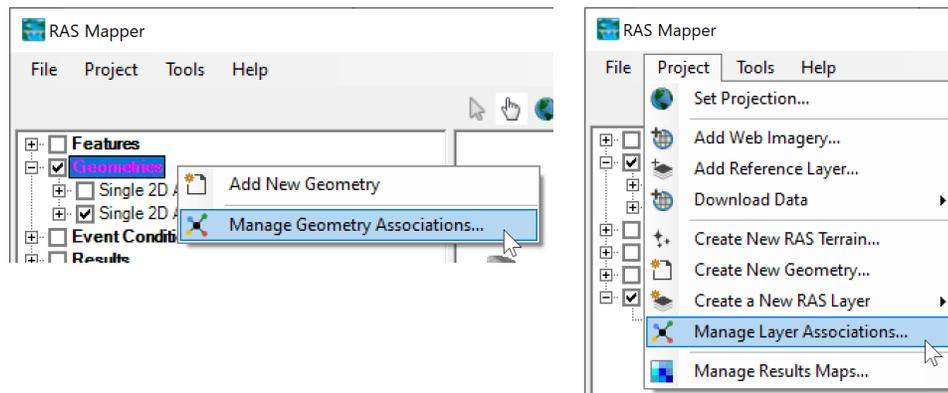 RAS Mapper
File Project Tools Help
Features
Geometries
Single 2D
Single 2D
Event Conditi
Results
Add New Geometry
Manage Geometry Associations...
RAS Mapper
File Project Tools Help
Set Projection...
Add Web Imagery...
Add Reference Layer...
Download Data
Create New RAS Terrain...
Create New Geometry...
Create a New RAS Layer
Manage Layer Associations...
Manage Results Maps...